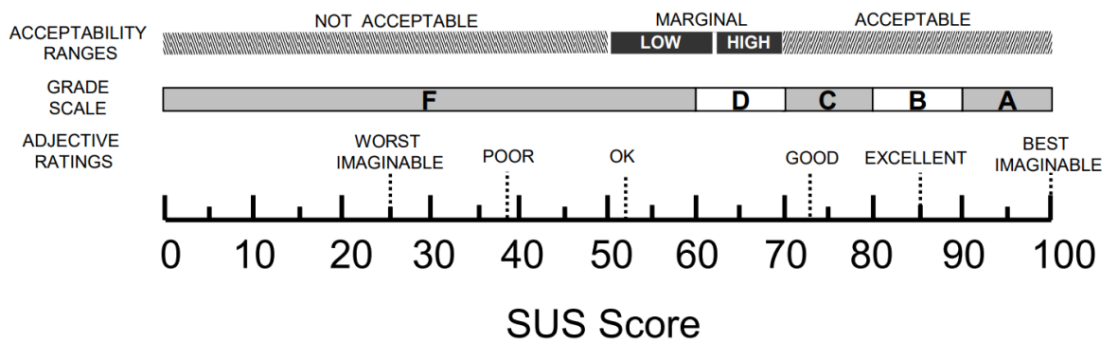 NOT ACCEPTABLE MARGINAL ACCEPTABLE
ACCEPTABILITY
RANGES
LOW HIGH
GRADE
SCALE
F D C B A
ADJECTIVE
RATINGS
WORST
IMAGINABLE
POOR OK GOOD EXCELLENT
BEST
IMAGINABLE
0 10 20 30 40 50 60 70 80 90 100
SUS Score